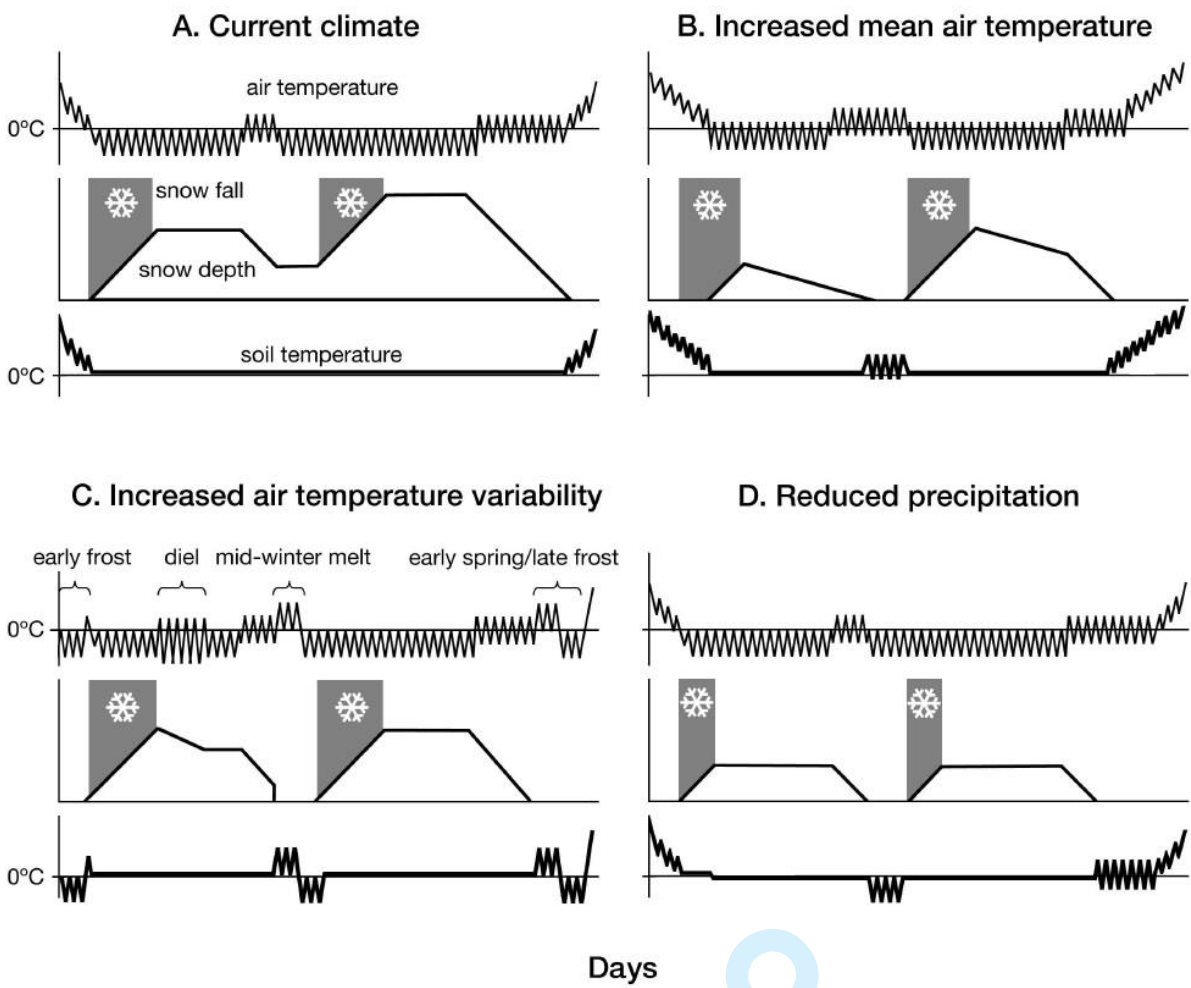 A. Current climate
air temperature
0ºC
snow fall
snow depth
soil temperature
0ºC
B. Increased mean air temperature
C. Increased air temperature variability
early frost diel mid-winter melt early spring/late frost
0ºC
0ºC
D. Reduced precipitation
Days